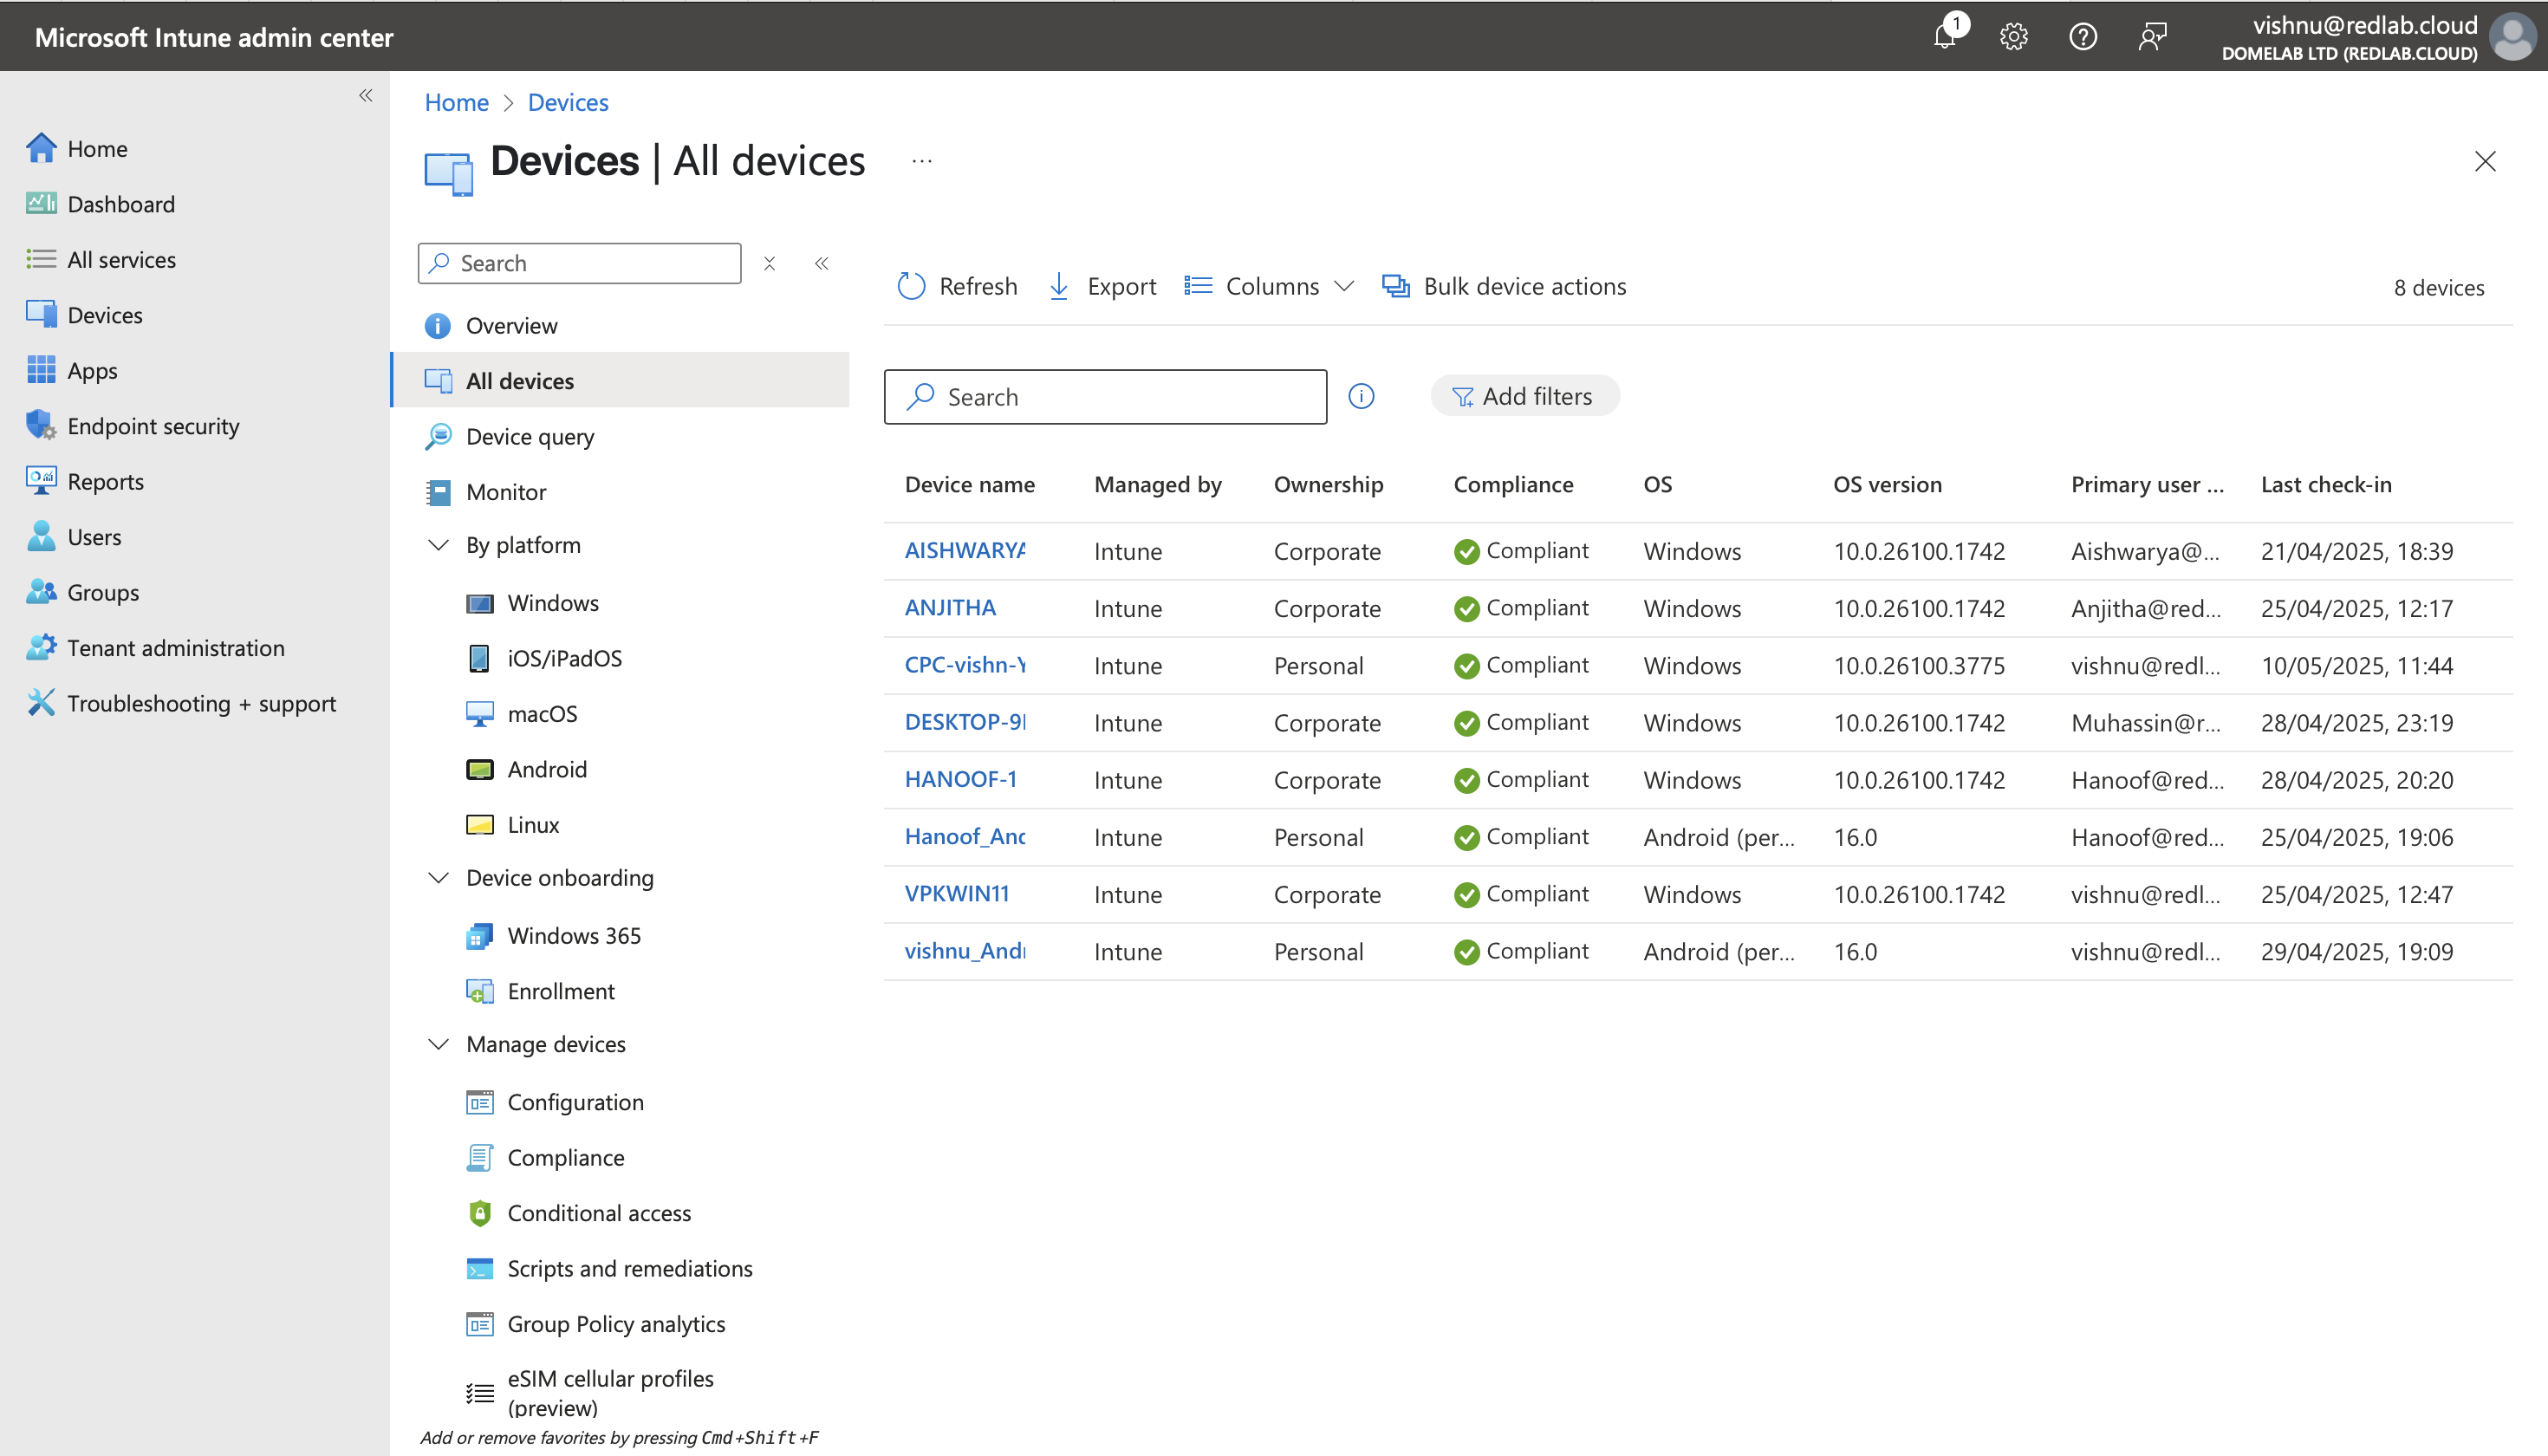 Microsoft Intune admin center
1
vishnu@redlab.cloud
DOMELAB LTD (REDLAB.CLOUD)
Home
Dashboard
All services
Devices
Apps
Endpoint security
Reports
Users
Groups
Tenant administration
Troubleshooting + support
Home > Devices
Devices | All devices ...
Search
Overview
All devices
Device query
Monitor
By platform
Windows
iOS/iPadOS
macOS
Android
Linux
Device onboarding
Windows 365
Enrollment
Manage devices
Configuration
Compliance
Conditional access
Scripts and remediations
Group Policy analytics
eSIM cellular profiles
(preview)
Add or remove favorites by pressing Cmd+Shift+F
Refresh Export Columns Bulk device actions 8 devices
Search Add filters
Device name Managed by Ownership Compliance OS OS version Primary user ... Last check-in
AISHWARYA Intune Corporate Compliant Windows 10.0.26100.1742 Aishwarya@... 21/04/2025, 18:39
ANJITHA Intune Corporate Compliant Windows 10.0.26100.1742 Anjitha@red... 25/04/2025, 12:17
CPC-vishn-Y Intune Personal Compliant Windows 10.0.26100.3775 vishnu@redl... 10/05/2025, 11:44
DESKTOP-9 Intune Corporate Compliant Windows 10.0.26100.1742 Muhassin@r... 28/04/2025, 23:19
HANOOF-1 Intune Corporate Compliant Windows 10.0.26100.1742 Hanoof@red... 28/04/2025, 20:20
Hanoof_And Intune Personal Compliant Android (per... 16.0 Hanoof@red... 25/04/2025, 19:06
VPKWIN11 Intune Corporate Compliant Windows 10.0.26100.1742 vishnu@redl... 25/04/2025, 12:47
vishnu_Andr Intune Personal Compliant Android (per... 16.0 vishnu@redl... 29/04/2025, 19:09